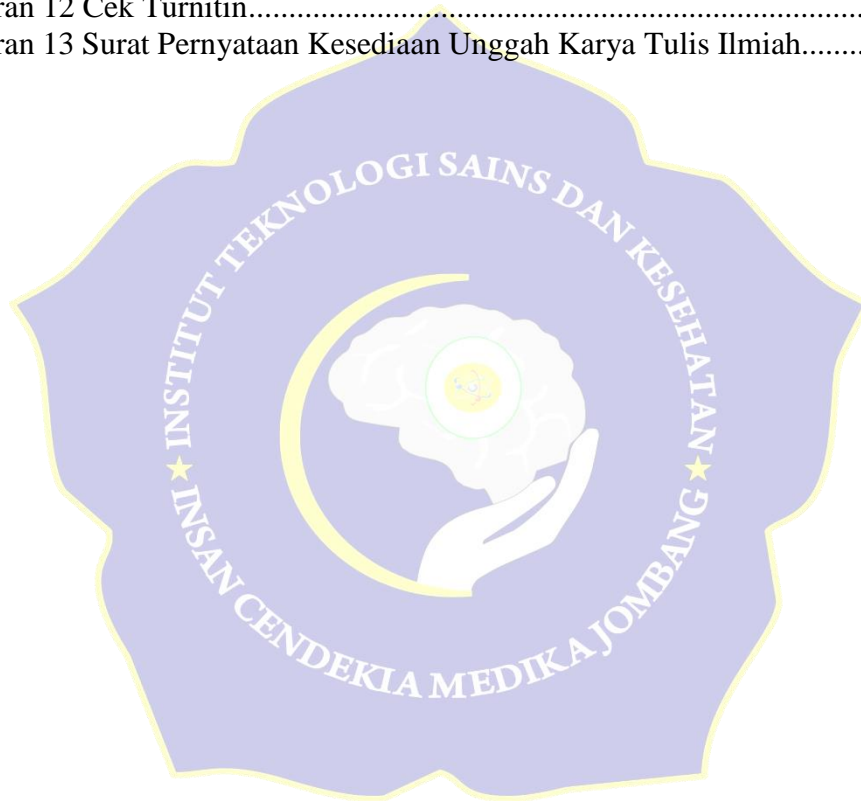 ran 12 Cek Turnitin..........................................................................................
ran 13 Surat Pernyataan Kesediaan Unggah Karya Tulis Ilmiah.........
INSTITUT TEKNOLOGI SAINS DAN KESEHATAN
INSAN CENDEKIA MEDIKA JOMBANG